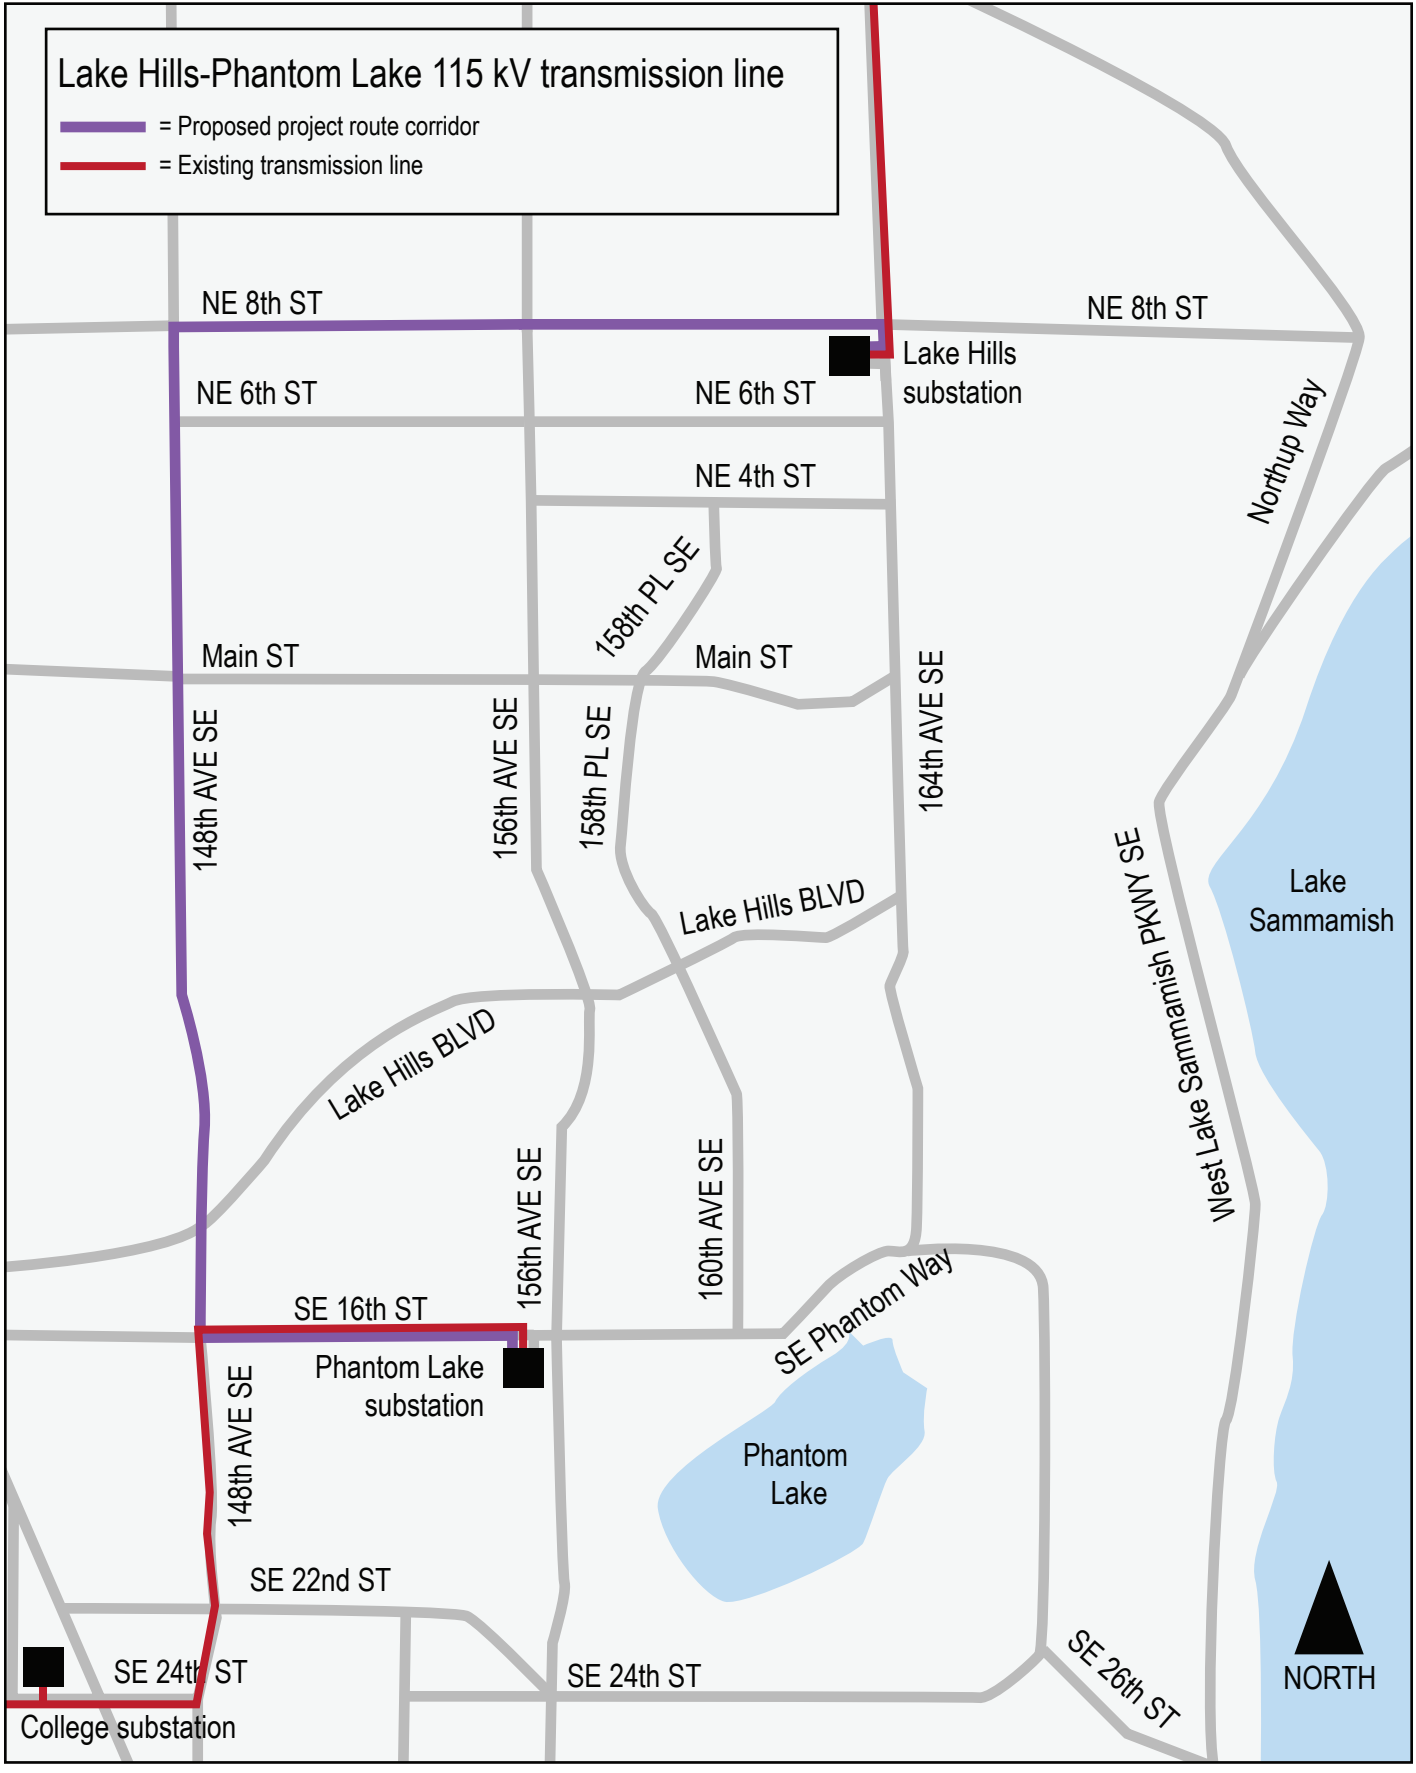 Lake Hills-Phantom Lake 115 kV transmission line
= Proposed project route corridor
= Existing transmission line
NE 8th ST
NE 8th ST
Lake Hills
substation
NE 6th ST
NE 6th ST
Northup Way
NE 4th ST
158th PL SE
Main ST
Main ST
148th AVE SE
156th AVE SE
158th PL SE
164th AVE SE
West Lake Sammamish PKWY SE
Lake
Sammamish
Lake Hills BLVD
Lake Hills BLVD
156th AVE SE
160th AVE SE
SE Phantom Way
SE 16th ST
Phantom Lake
substation
148th AVE SE
Phantom
Lake
SE 22nd ST
SE 24th ST
SE 24th ST
SE 26th ST
NORTH
College substation